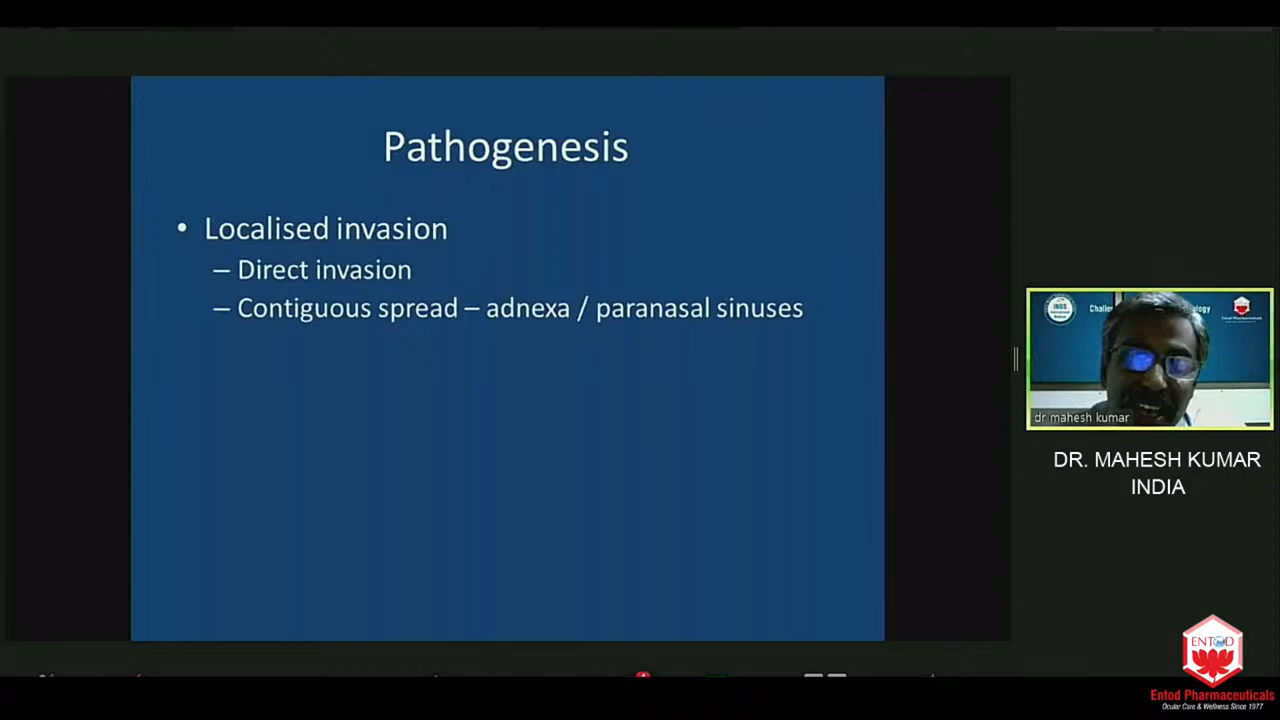 Pathogenesis
• Localised invasion
– Direct invasion
– Contiguous spread – adnexa / paranasal sinuses
dr mahesh kumar
DR. MAHESH KUMAR
INDIA
ENTOD
Entod Pharmaceuticals
Ocular Care & Wellness Since 1977